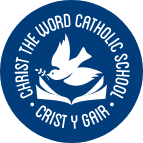 CHRIST THE WORD CATHOLIC SCHOOL
• CRIST Y GAIR •